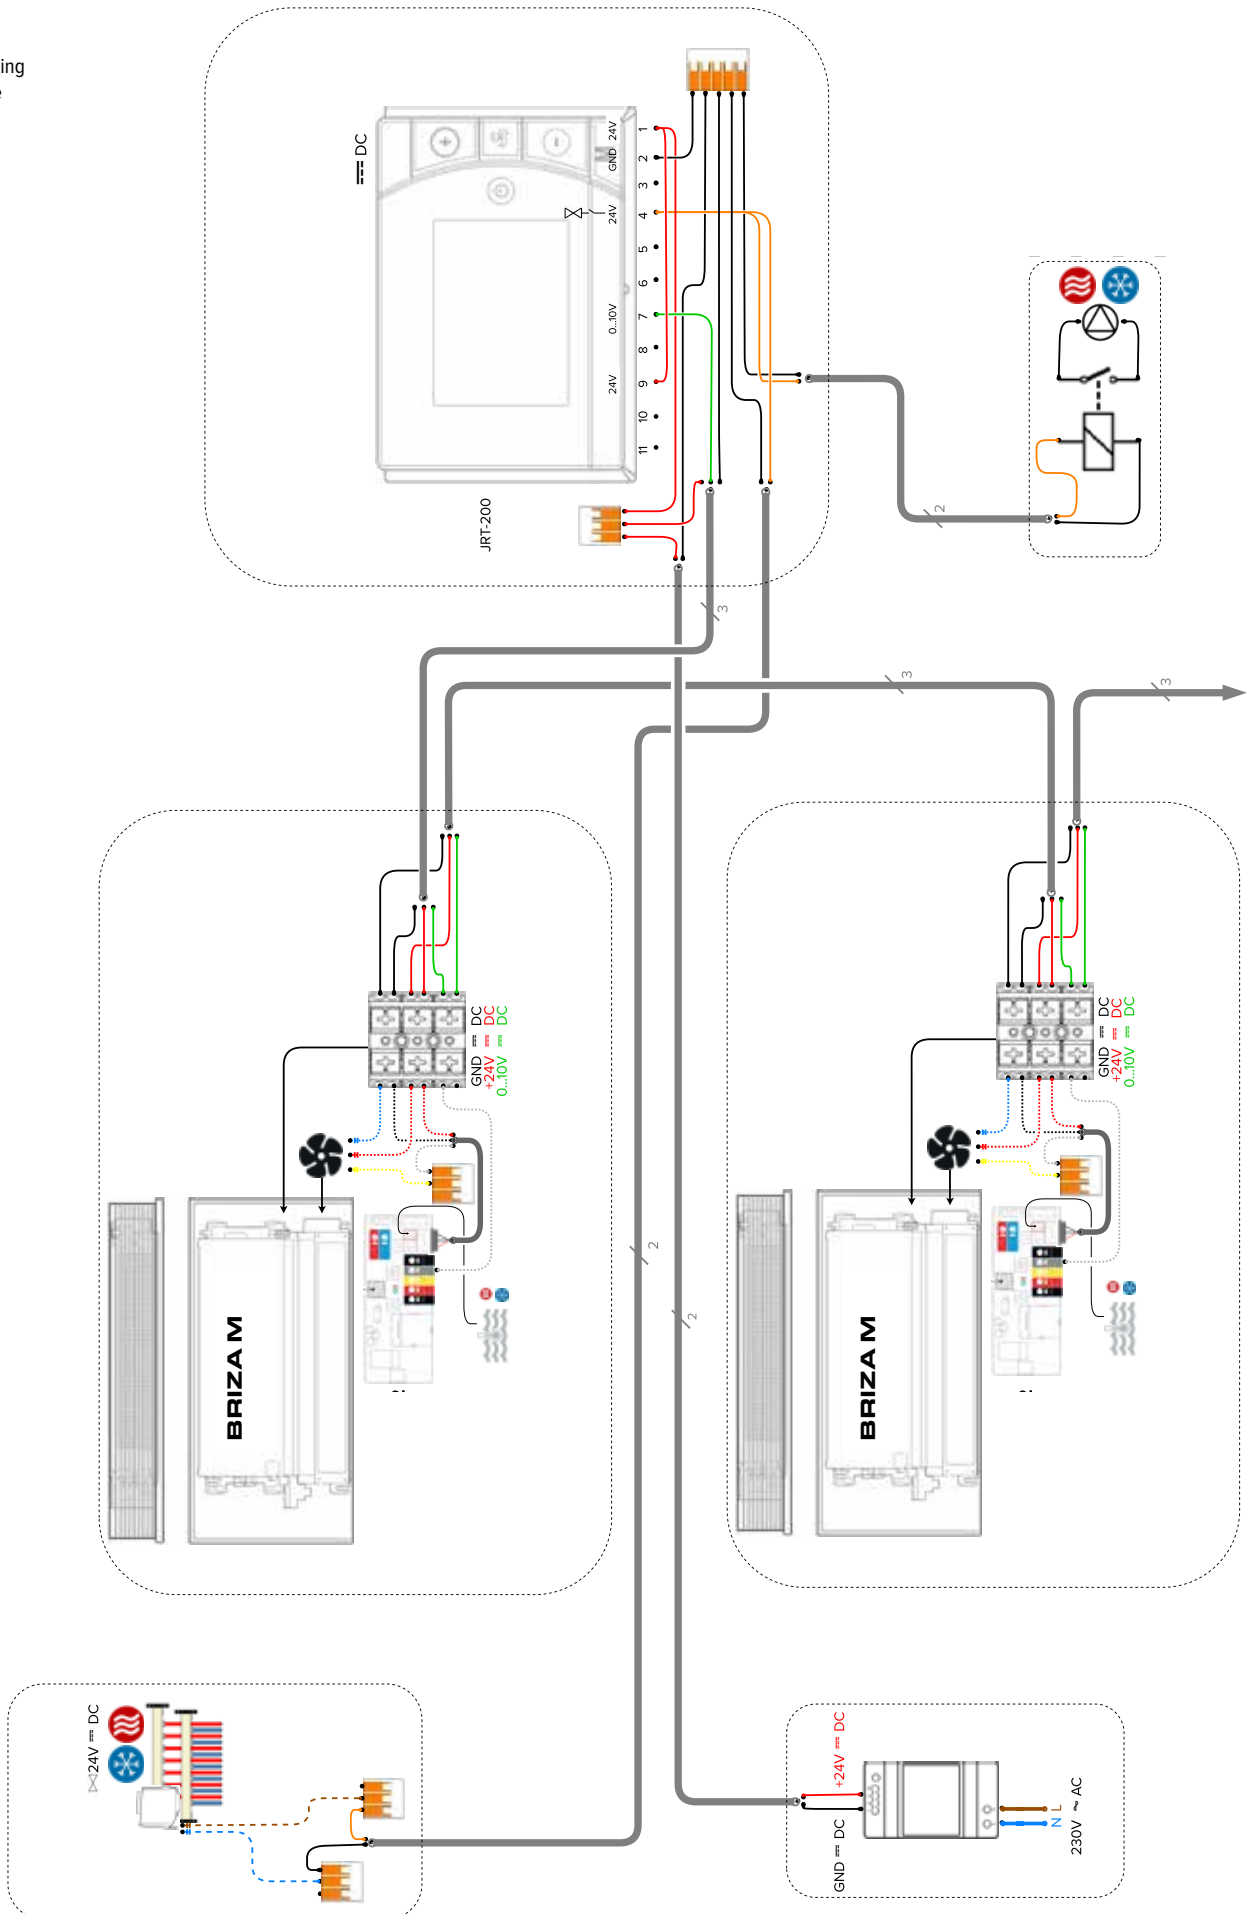 ing
DC
24V
GND
24V
0...10V
24V
1
2
3
4
5
6
7
8
9
10
11
JRT-200
2
3
3
3
GND ⎓ DC
+24V ⎓ DC
0...10V ⎓ DC
GND ⎓ DC
+24V ⎓ DC
0...10V ⎓ DC
BRIZA M
BRIZA M
2
2
24V ⎓ DC
+24V ⎓ DC
GND ⎓ DC
L
N
230V ~ AC